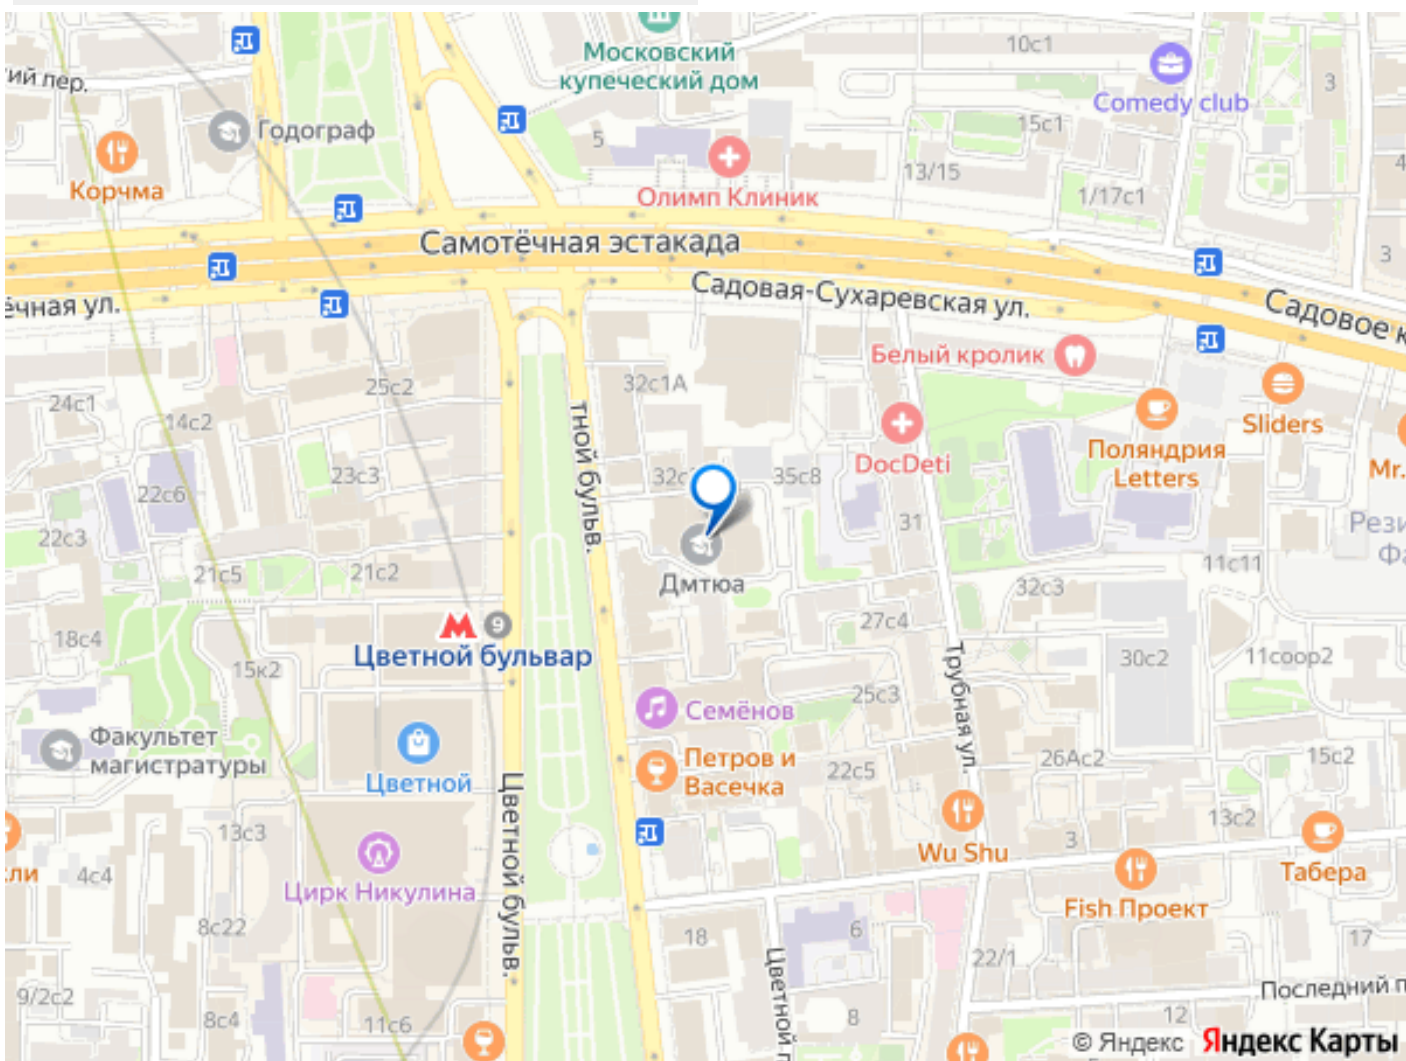 Московский
купеческий дом
10с1
Comedy club
3
ий пер.
Годограф
5
15с1
Корчма
Олимп Клиник
13/15
1/17с1
4
Самотёчная эстакада
3
Садовая-Сухаревская ул.
ёчная ул.
Садовое к
Белый кролик
25с2
32с1А
24с1
14с2
Sliders
тной бульв.
Поляндрия
Letters
DocDeti
Mr.
23с3
32с
35с8
22с6
31
Рези
Фа
22с3
21с5
21с2
Дмтюа
11с11
32с3
27с4
18с4
9
Цветной бульвар
15к2
Трубная ул.
30с2
11соор2
25с3
Семёнов
Факультет
магистратуры
Петров и
Васечка
22с5
26Ас2
15с2
Цветной
Цветной бульв.
13с3
13с2
3
Wu Shu
Табера
ли
4с4
Цирк Никулина
Fish Проект
8с22
18
6
17
22/1
Цветной п
9/2с2
8с4
11с6
8
12
Последний п
© Яндекс Яндекс Карты